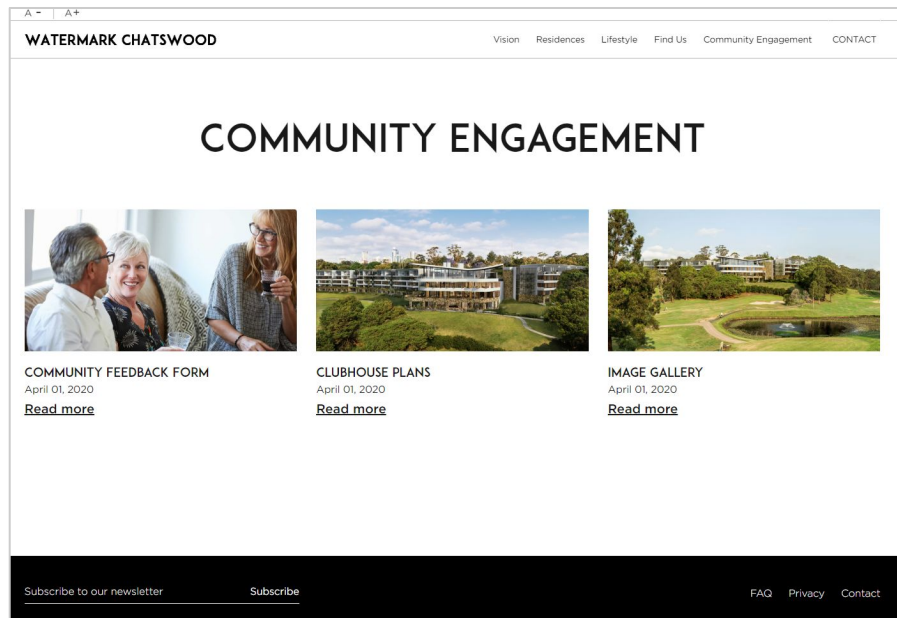 A - | A+
WATERMARK CHATSWOOD
Vision Residences Lifestyle Find Us Community Engagement CONTACT
COMMUNITY ENGAGEMENT
COMMUNITY FEEDBACK FORM
April 01, 2020
Read more
CLUBHOUSE PLANS
April 01, 2020
Read more
IMAGE GALLERY
April 01, 2020
Read more
Subscribe to our newsletter Subscribe
FAQ Privacy Contact